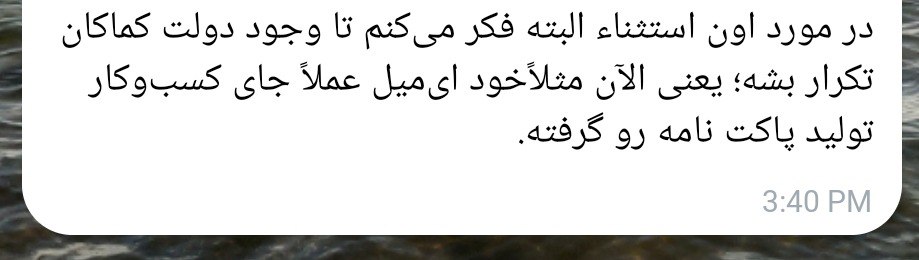 در مورد اون استثناء البته فکر می‌کنم تا وجود دولت کماکان
تکرار بشه؛ یعنی الآن مثلاًخود ای‌میل عملاً جای کسب‌وکار
تولید پاکت نامه رو گرفته.
3:40 PM